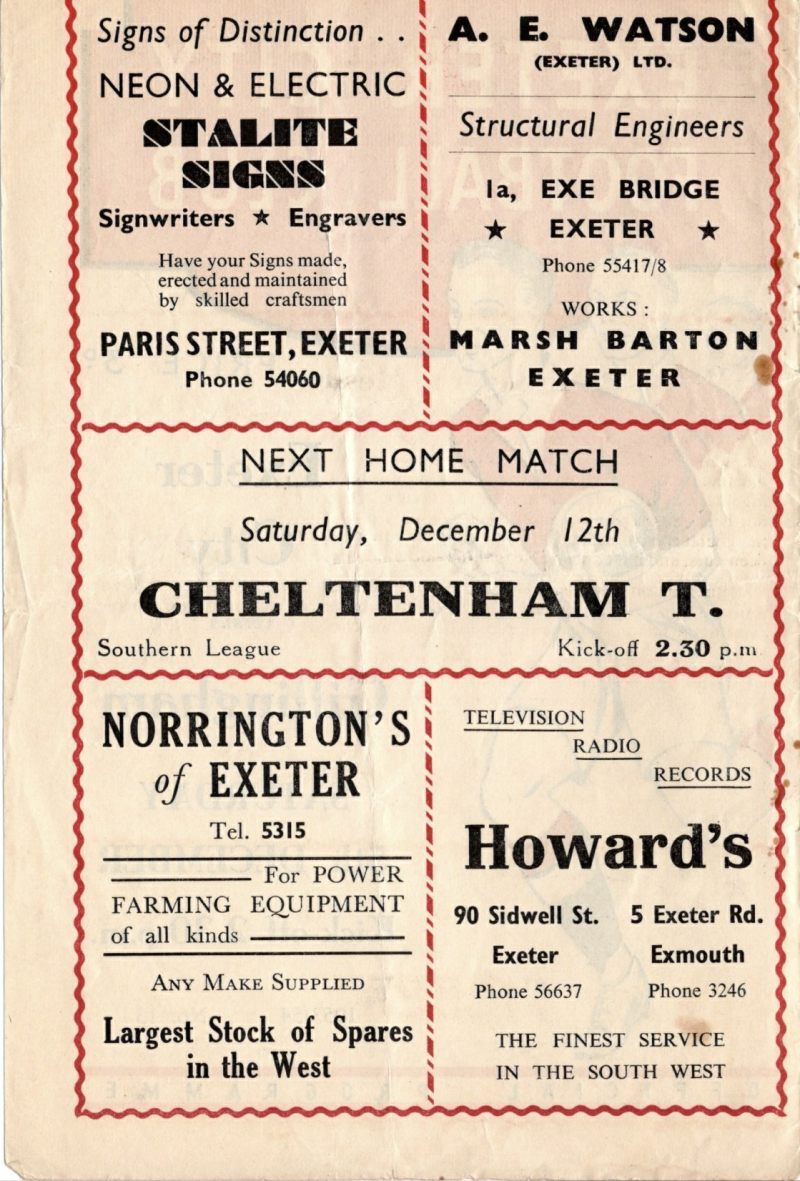 Signs of Distinction . .
NEON & ELECTRIC
STALITE
SIGNS
Signwriters ★ Engravers
Have your Signs made,
erected and maintained
by skilled craftsmen
PARIS STREET, EXETER
Phone 54060
A. E. WATSON
(EXETER) LTD.
Structural Engineers
1a, EXE BRIDGE
★ EXETER ★
Phone 55417/8
WORKS :
MARSH BARTON
EXETER
NEXT HOME MATCH
Saturday, December 12th
CHELTENHAM T.
Southern League Kick-off 2.30 p.m
NORRINGTON'S
of EXETER
Tel. 5315
For POWER
FARMING EQUIPMENT
of all kinds
ANY MAKE SUPPLIED
Largest Stock of Spares
in the West
TELEVISION
RADIO
RECORDS
Howard's
90 Sidwell St. 5 Exeter Rd.
Exeter Exmouth
Phone 56637 Phone 3246
THE FINEST SERVICE
IN THE SOUTH WEST